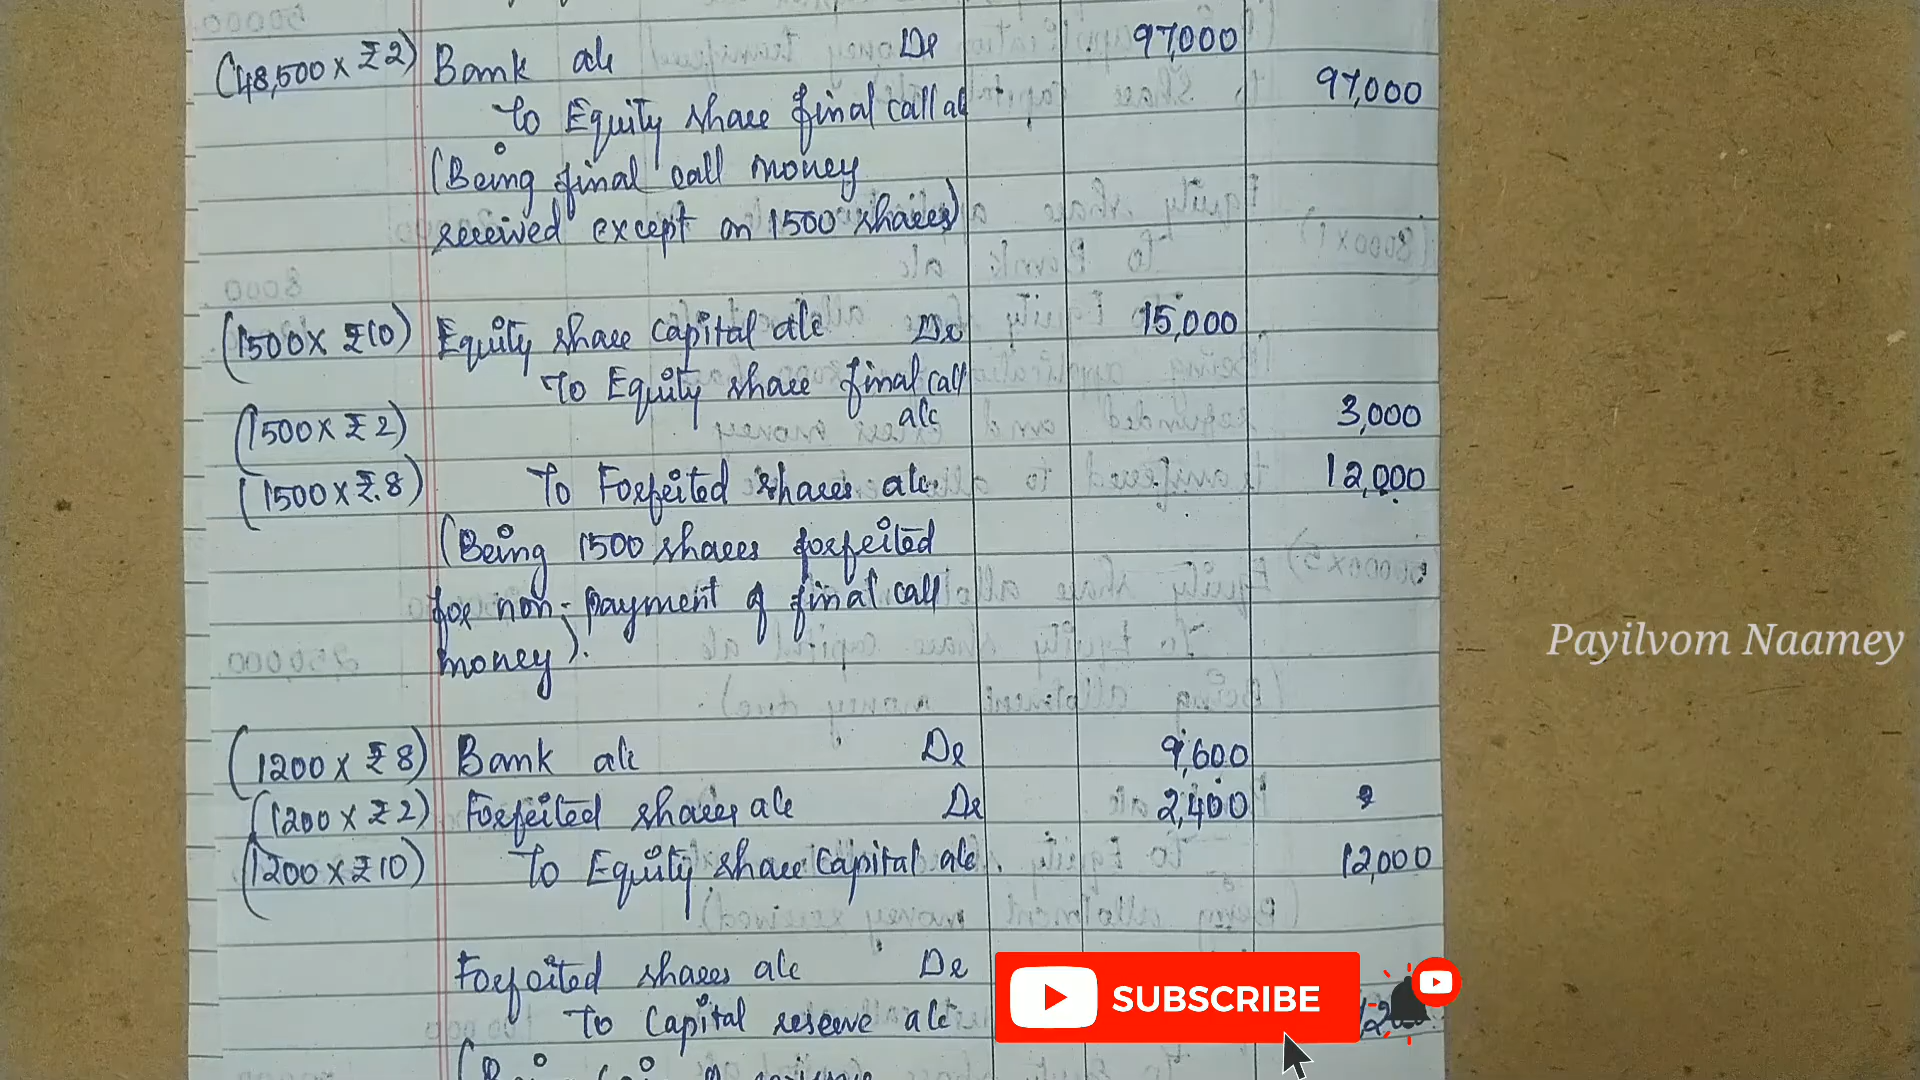 (48,500 x ₹2) Bank a/c Dr 97,000
To Equity share final call a/c 97,000
(Being final call money
received except on 1500 shares)
(1500 x ₹10) Equity share capital a/c Dr 15,000
To Equity share final call
(1500 x ₹2) a/c 3,000
(1500 x ₹.8) To Forfeited shares a/c 12,000
(Being 1500 shares forfeited
for non-payment of final call
money).
Payilvom Naamey
(1200 x ₹8) Bank a/c Dr 9,600
(1200 x ₹2) Forfeited shares a/c Dr 2,400
(1200 x ₹10) To Equity share capital a/c 12,000
Forfeited shares a/c Dr
To Capital reserve a/c
SUBSCRIBE
(Being